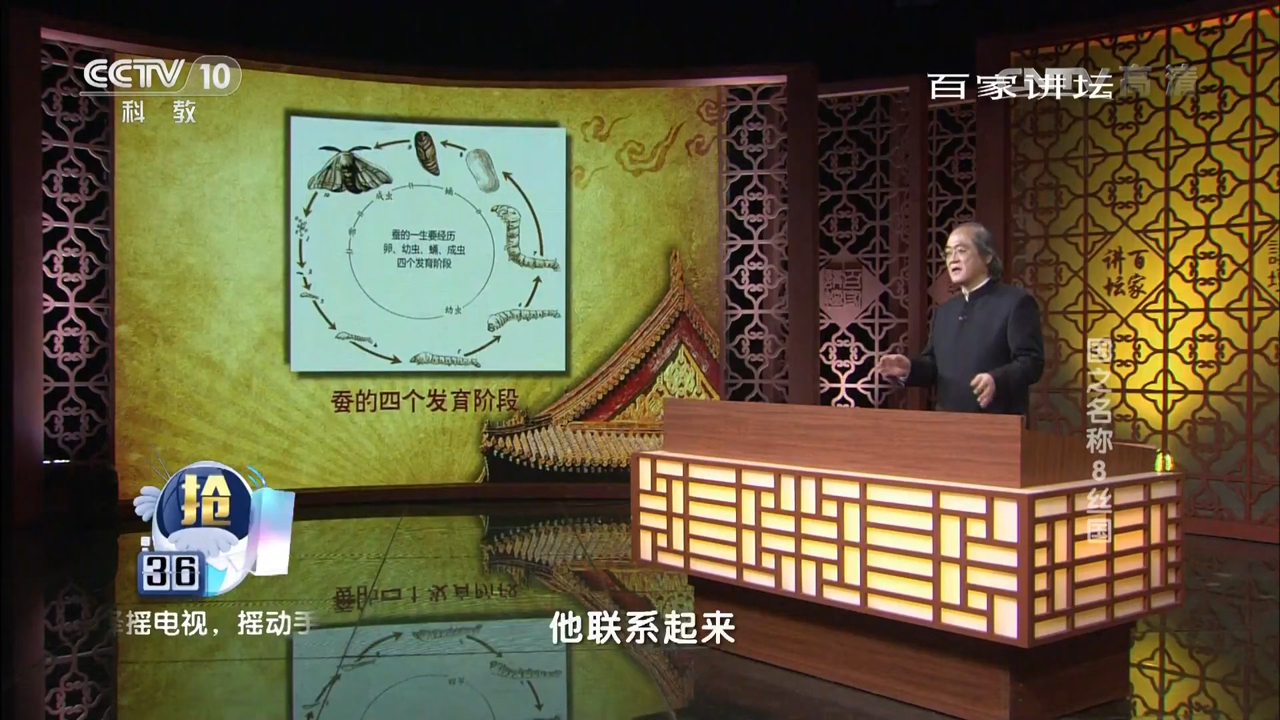 CCTV 10
科教
百家讲坛
高清
成虫
蛹
蚕的一生要经历
卵、幼虫、蛹、成虫
四个发育阶段
幼虫
蚕的四个发育阶段
百家
讲坛
国之名称8丝国
抢
36
摇电视，摇动手
他联系起来